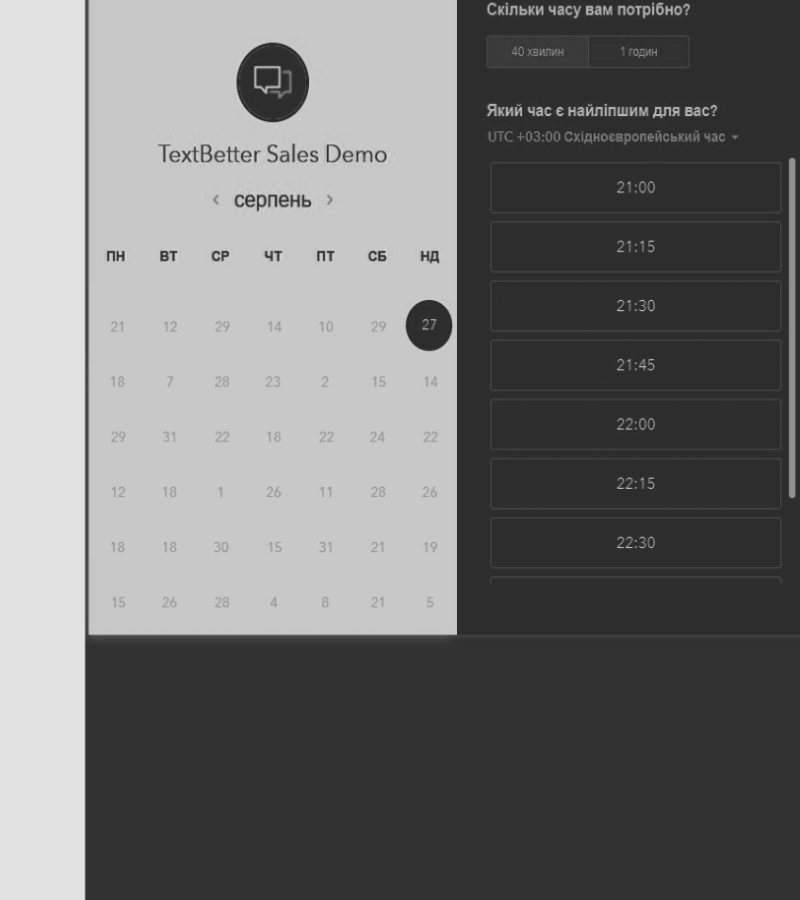 TextBetter Sales Demo
серпень
ПН ВТ СР ЧТ ПТ СБ НД
21 12 29 14 10 29 27
18 7 28 23 2 15 14
29 31 22 18 22 24 22
12 18 1 26 11 28 26
18 18 30 15 31 21 19
15 26 28 4 8 21 5
Скільки часу вам потрібно?
40 хвилин 1 годин
Який час є найліпшим для вас?
UTC +03:00 Східноєвропейський час
21:00
21:15
21:30
21:45
22:00
22:15
22:30